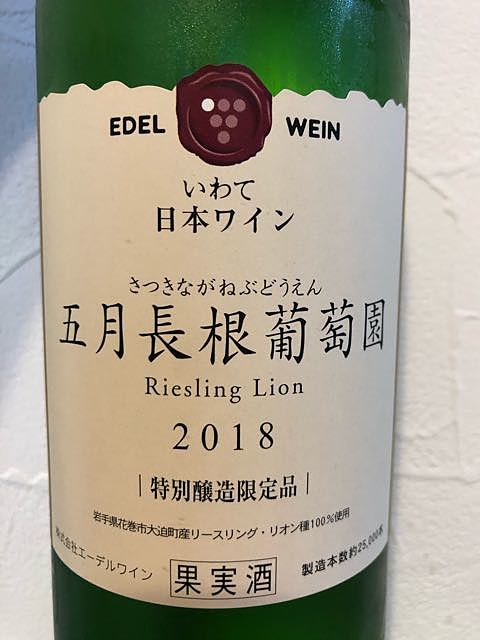 EDEL WEIN
いわて
日本ワイン
さつきながねぶどうえん
五月長根葡萄園
Riesling Lion
2018
|特別醸造限定品|
岩手県花巻市大迫町産リースリング・リオン種100%使用
株式会社エーデルワイン
果実酒
製造本数約25,000本